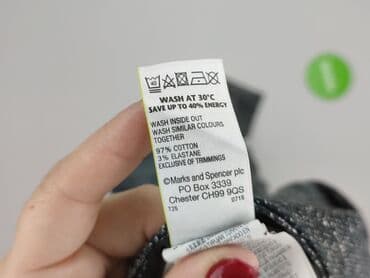 WASH AT 30°C
SAVE UP TO 40% ENERGY
WASH INSIDE OUT
WASH SIMILAR COLOURS
TOGETHER
97% COTTON
3% ELASTANE
EXCLUSIVE OF TRIMMINGS
©Marks and Spencer plc
PO Box 3339
Chester CH99 9QS
0718